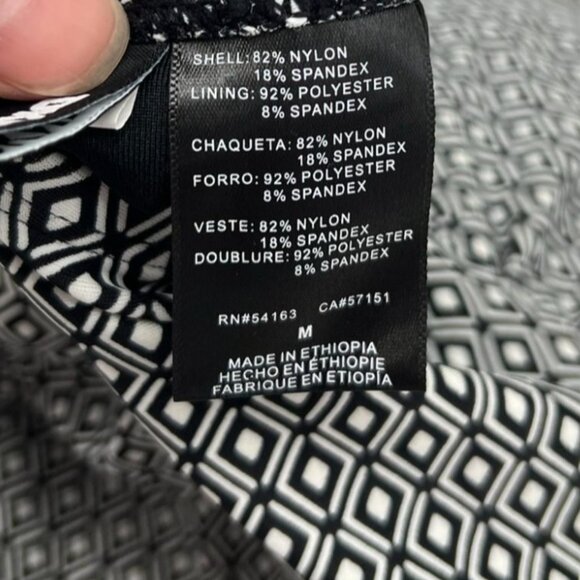 SHELL: 82% NYLON
18% SPANDEX
LINING: 92% POLYESTER
8% SPANDEX
CHAQUETA: 82% NYLON
18% SPANDEX
FORRO: 92% POLYESTER
8% SPANDEX
VESTE: 82% NYLON
18% SPANDEX
DOUBLURE: 92% POLYESTER
8% SPANDEX
RN#54163 CA#57151
M
MADE IN ETHIOPIA
HECHO EN ÉTHIOPIE
FABRIQUE EN ETIOPÍA